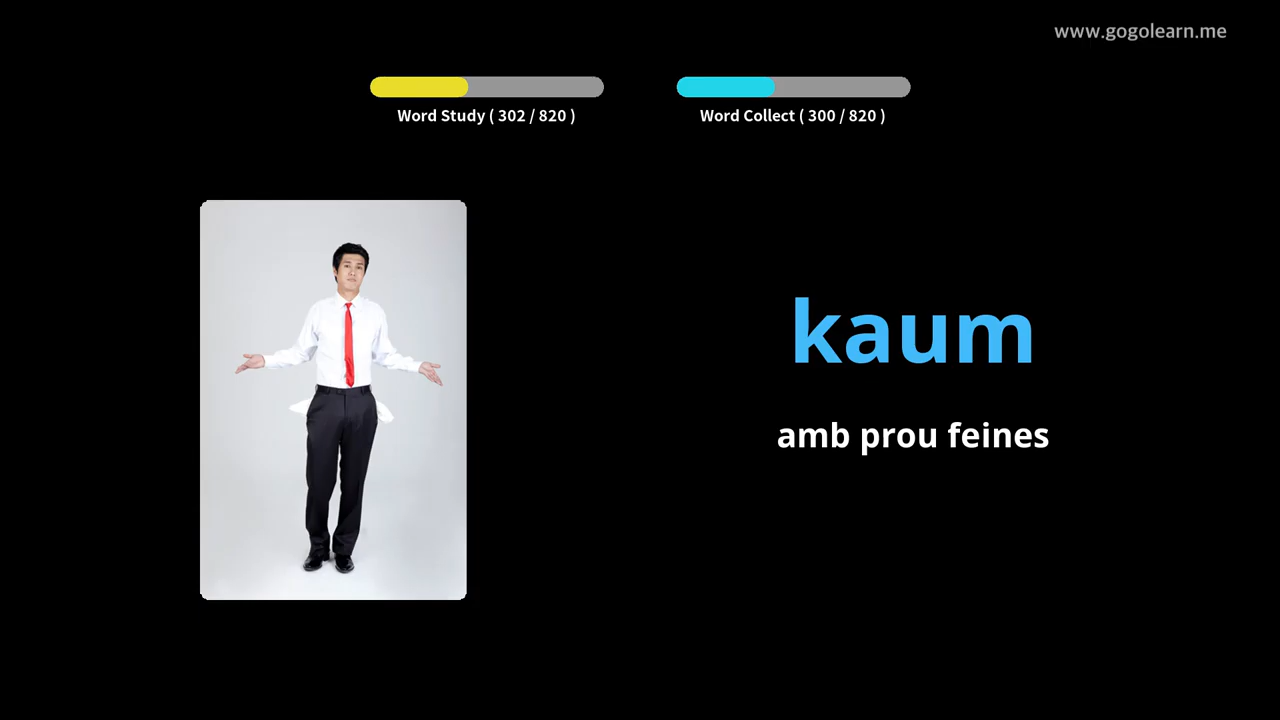 www.gogolearn.me
Word Study ( 302 / 820 )
Word Collect ( 300 / 820 )
kaum
amb prou feines